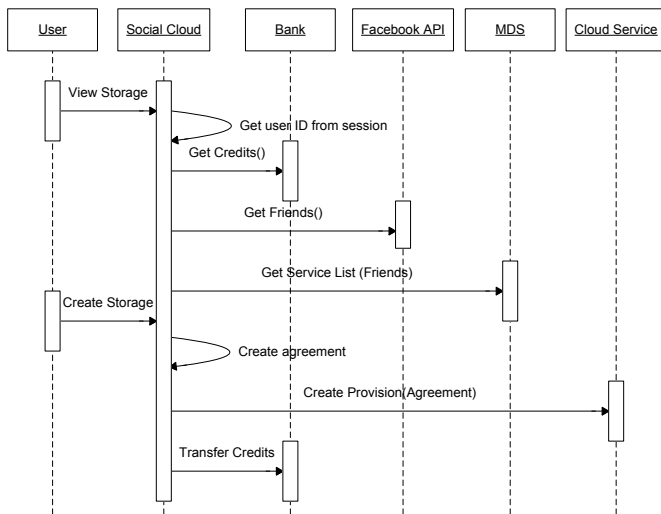 User
Social Cloud
Bank
Facebook API
MDS
Cloud Service
View Storage
Get user ID from session
Get Credits()
Get Friends()
Get Service List (Friends)
Create Storage
Create agreement
Create Provision(Agreement)
Transfer Credits